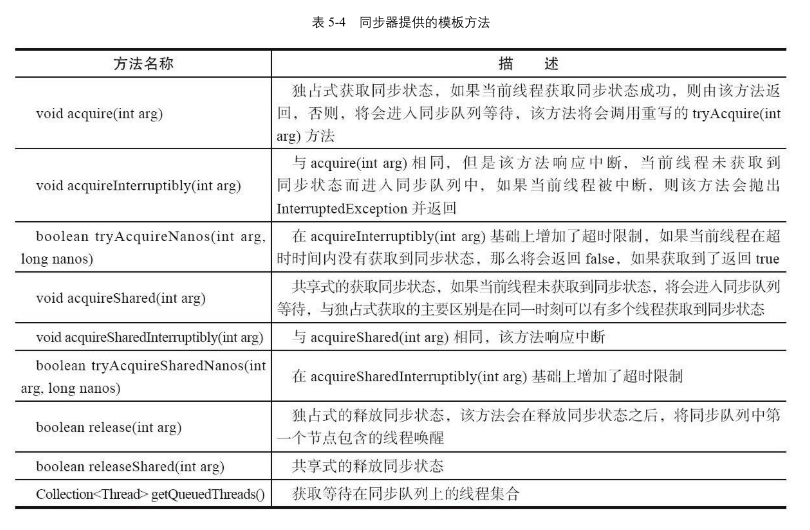 表 5-4 同步器提供的模板方法
方法名称 描 述
void acquire(int arg)
独占式获取同步状态，如果当前线程获取同步状态成功，则由该方法返
回，否则，将会进入同步队列等待，该方法将会调用重写的 tryAcquire(int
arg) 方法
void acquireInterruptibly(int arg)
与 acquire(int arg) 相同，但是该方法响应中断，当前线程未获取到
同步状态而进入同步队列中，如果当前线程被中断，则该方法会抛出
InterruptedException 并返回
boolean tryAcquireNanos(int arg,
long nanos)
在 acquireInterruptibly(int arg) 基础上增加了超时限制，如果当前线程在超
时时间内没有获取到同步状态，那么将会返回 false，如果获取到了返回 true
void acquireShared(int arg)
共享式的获取同步状态，如果当前线程未获取到同步状态，将会进入同步队列
等待，与独占式获取的主要区别是在同一时刻可以有多个线程获取到同步状态
void acquireSharedInterruptibly(int arg)
与 acquireShared(int arg) 相同，该方法响应中断
boolean tryAcquireSharedNanos(int
arg, long nanos)
在 acquireSharedInterruptibly(int arg) 基础上增加了超时限制
boolean release(int arg)
独占式的释放同步状态，该方法会在释放同步状态之后，将同步队列中第
一个节点包含的线程唤醒
boolean releaseShared(int arg)
共享式的释放同步状态
Collection<Thread> getQueuedThreads()
获取等待在同步队列上的线程集合